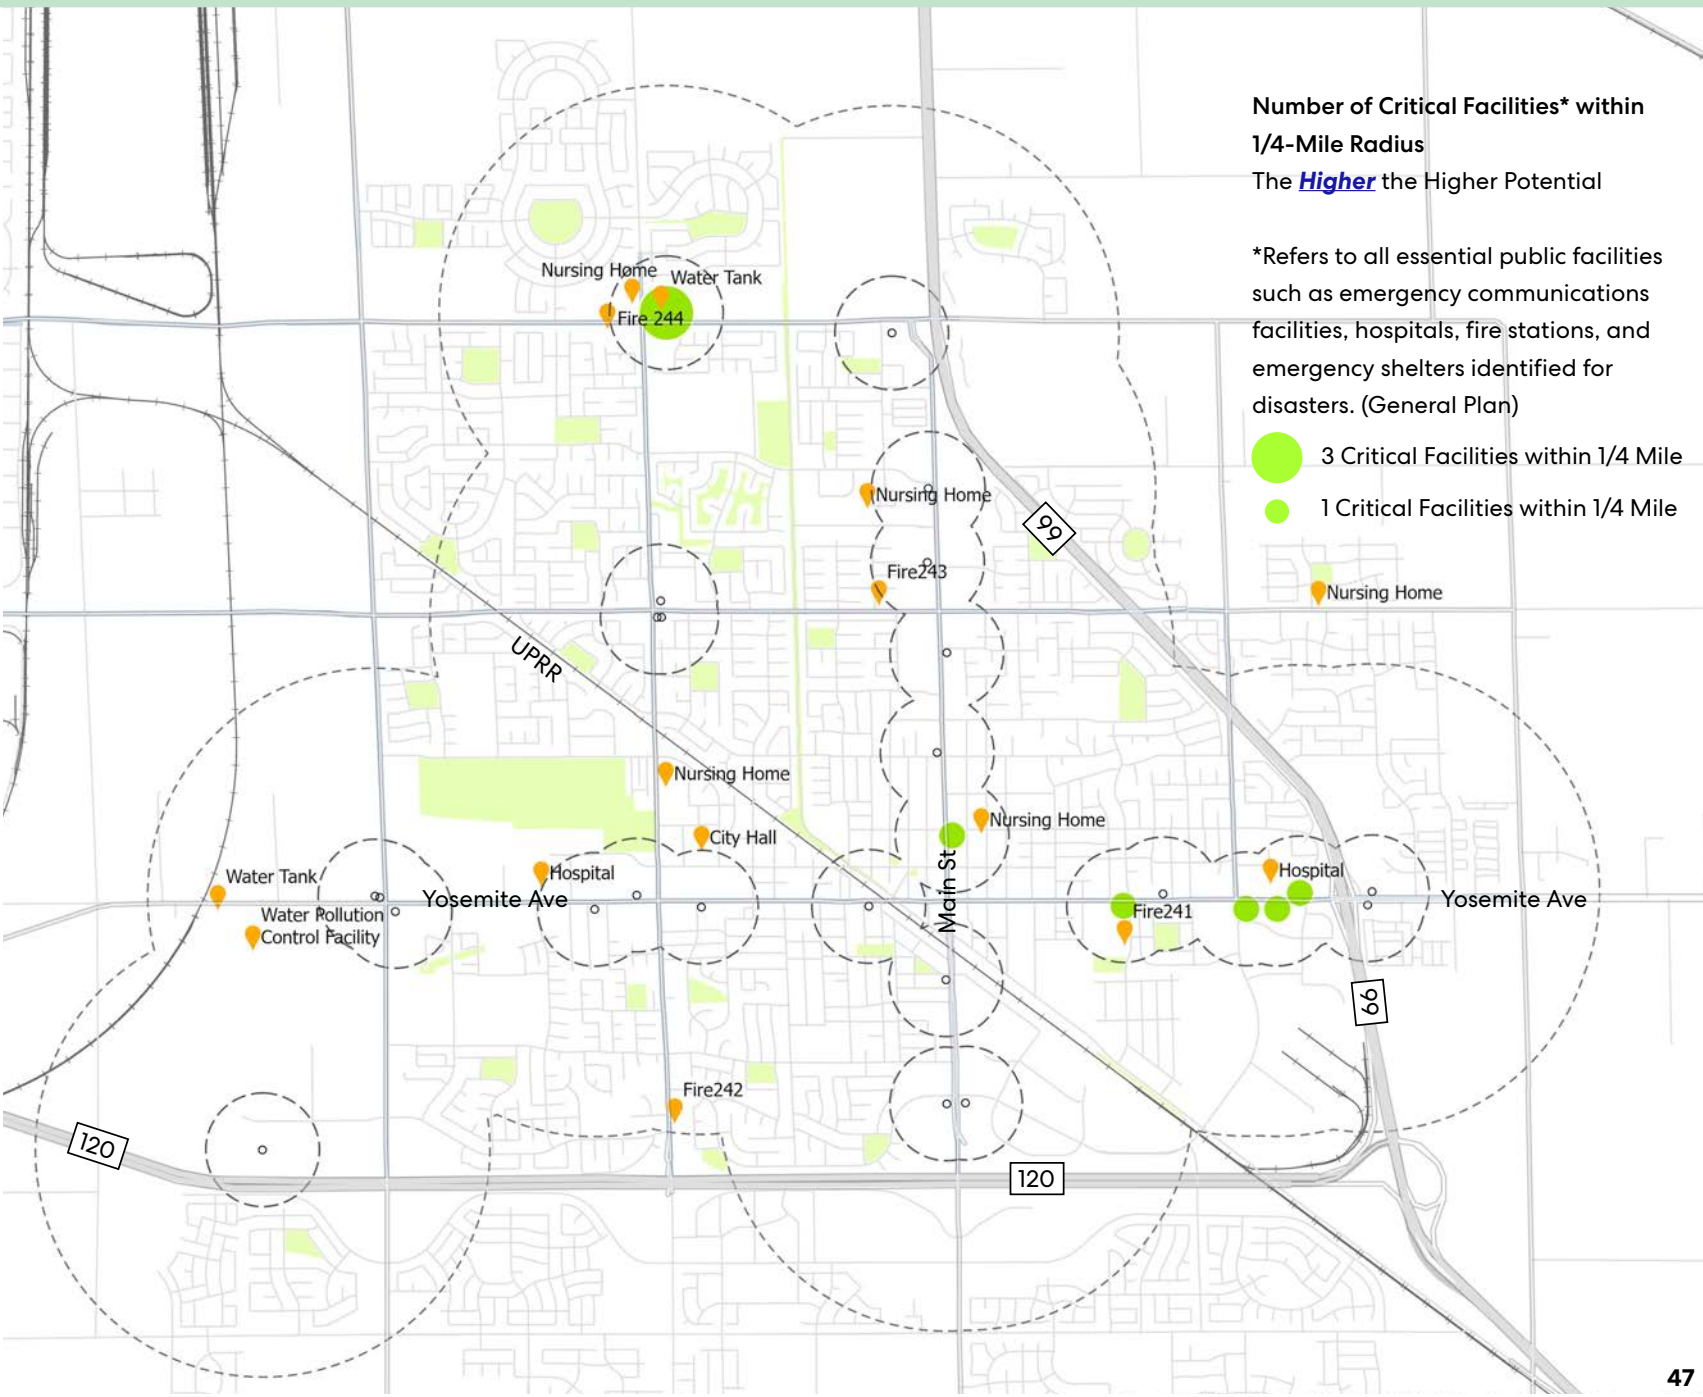 Number of Critical Facilities* within
1/4-Mile Radius
The Higher the Higher Potential
*Refers to all essential public facilities
such as emergency communications
facilities, hospitals, fire stations, and
emergency shelters identified for
disasters. (General Plan)
3 Critical Facilities within 1/4 Mile
1 Critical Facilities within 1/4 Mile
Nursing Home
Water Tank
Fire 244
Nursing Home
99
Fire243
Nursing Home
UPRR
Nursing Home
City Hall
Nursing Home
Hospital
Hospital
Water Tank
Yosemite Ave
Main St
Yosemite Ave
Water Pollution
Control Facility
Fire241
99
Fire242
120
120
47